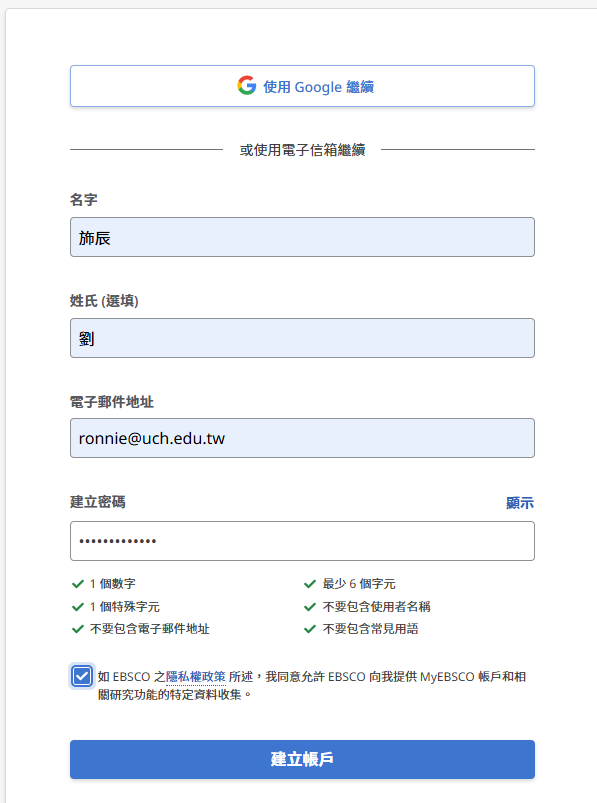 使用 Google 繼續
或使用電子信箱繼續
名字
斾辰
姓氏 (選填)
劉
電子郵件地址
ronnie@uch.edu.tw
建立密碼
顯示
•••••••••••••
1 個數字
最少 6 個字元
1 個特殊字元
不要包含使用者名稱
不要包含電子郵件地址
不要包含常見用語
如 EBSCO 之隱私權政策 所述，我同意允許 EBSCO 向我提供 MyEBSCO 帳戶和相
關研究功能的特定資料收集。
建立帳戶